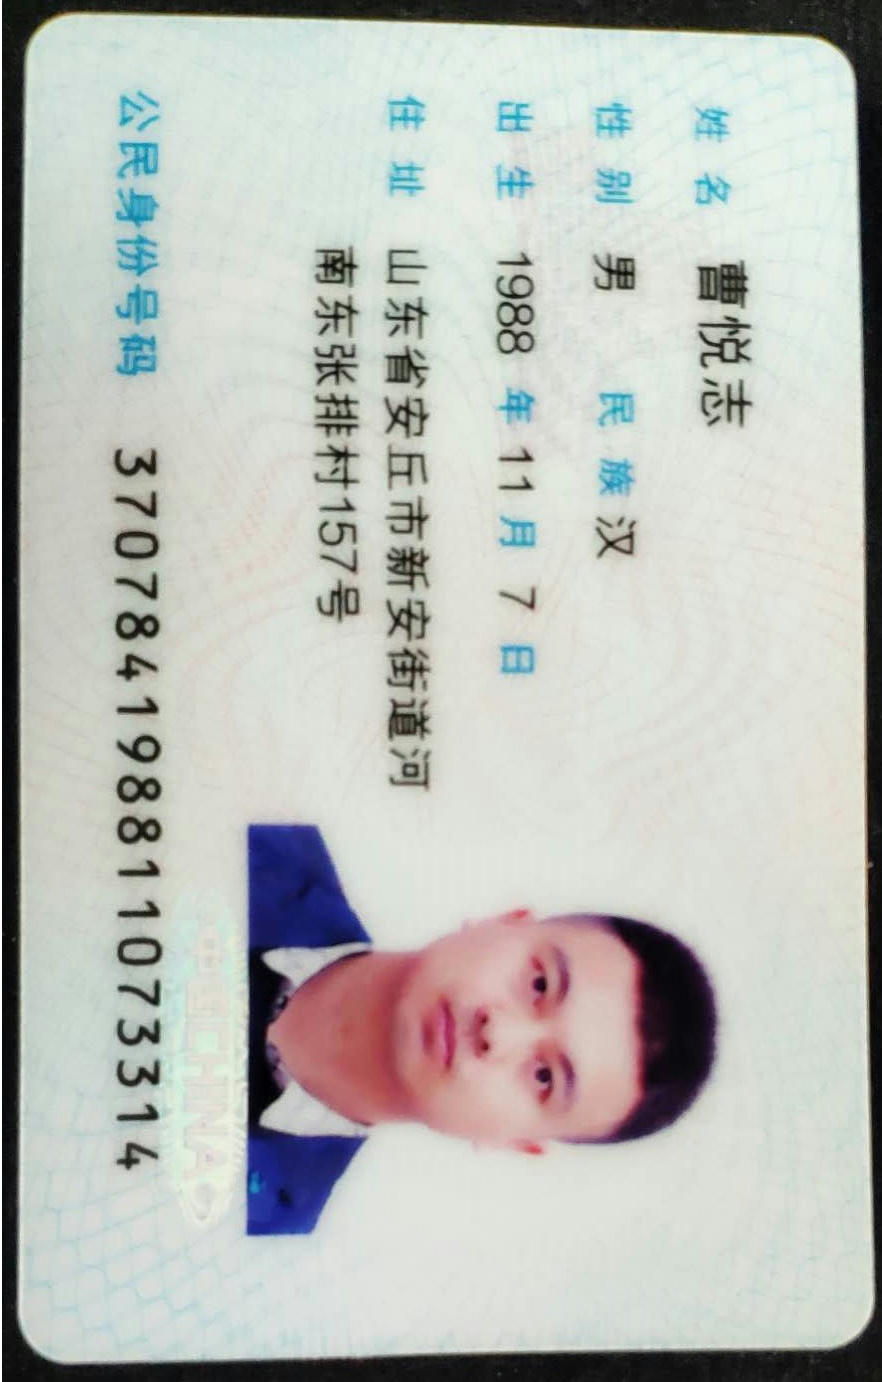 姓名 曹悦志
性别 男 民族 汉
出生 1988 年 11 月 7 日
住址 山东省安丘市新安街道河
南东张排村157号
公民身份号码 370784198811073314
中国CHINA